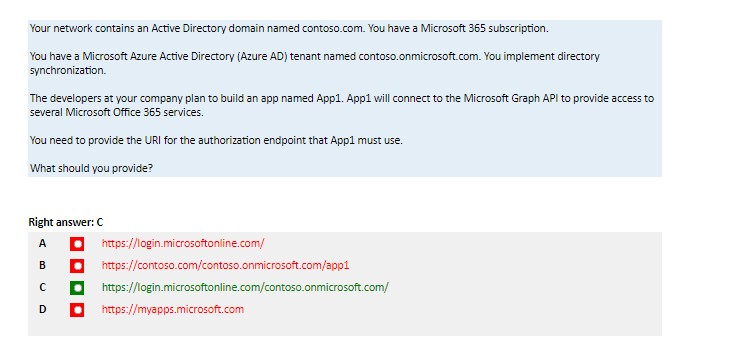 Your network contains an Active Directory domain named contoso.com. You have a Microsoft 365 subscription.
You have a Microsoft Azure Active Directory (Azure AD) tenant named contoso.onmicrosoft.com. You implement directory
synchronization.
The developers at your company plan to build an app named App1. App1 will connect to the Microsoft Graph API to provide access to
several Microsoft Office 365 services.
You need to provide the URI for the authorization endpoint that App1 must use.
What should you provide?
Right answer: C
A https://login.microsoftonline.com/
B https://contoso.com/contoso.onmicrosoft.com/app1
C https://login.microsoftonline.com/contoso.onmicrosoft.com/
D https://myapps.microsoft.com